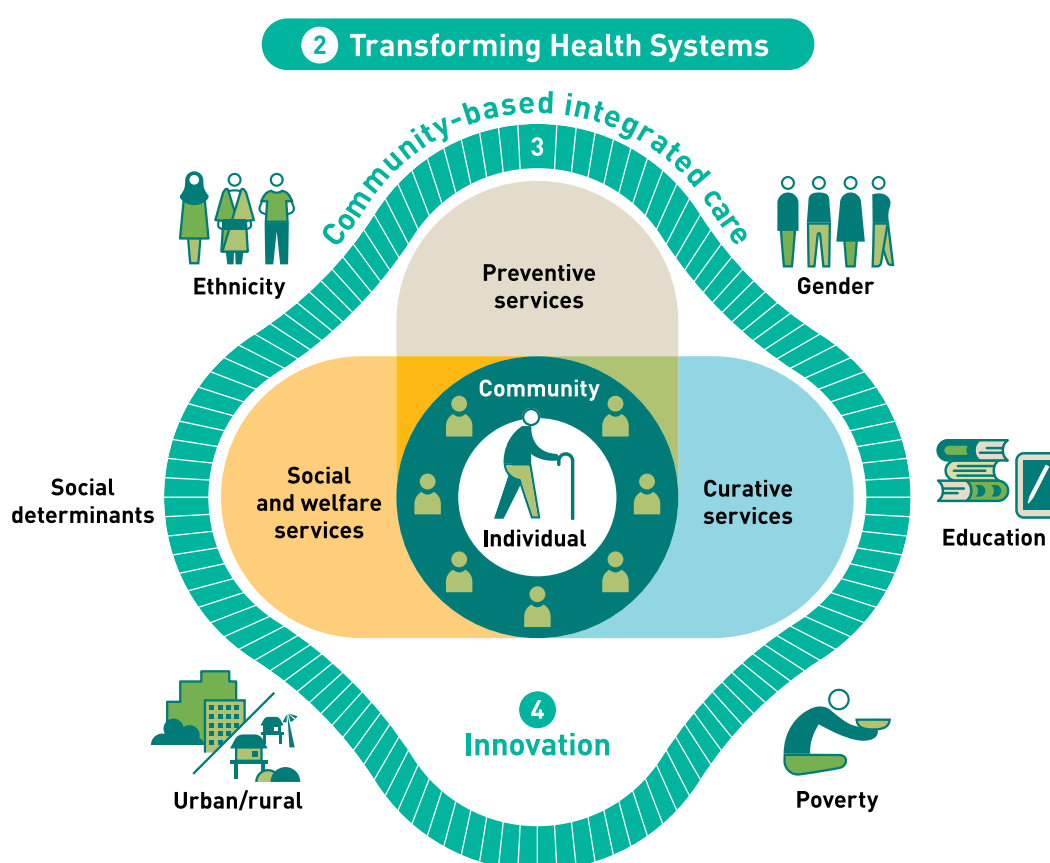 2 Transforming Health Systems
Community-based integrated care
3
Ethnicity
Gender
Preventive
services
Community
Social
determinants
Social
and welfare
services
Individual
Curative
services
Education
4
Innovation
Urban/rural
Poverty